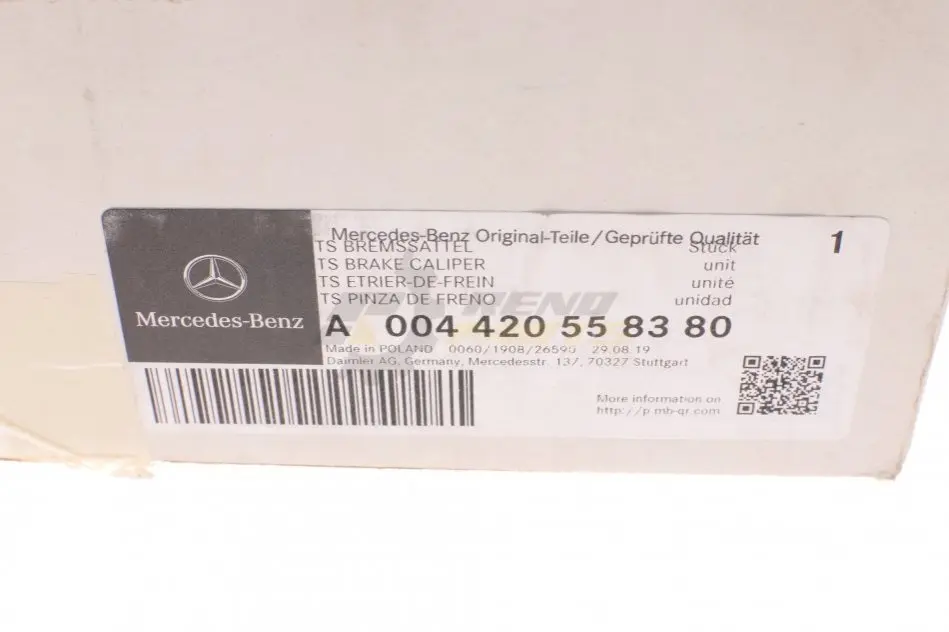 Mercedes-Benz
Mercedes-Benz Original-Teile/Geprüfte Qualität 1
TS BREMSSATTEL Stück
TS BRAKE CALIPER unit
TS ETRIER-DE-FREIN unité
TS PINZA DE FRENO unidad
A 004 420 55 83 80
Made in POLAND 0060/1908/26590 29.08.19
Daimler AG, Germany, Mercedesstr. 137, 70327 Stuttgart
More information on
http://p.mb-qr.com